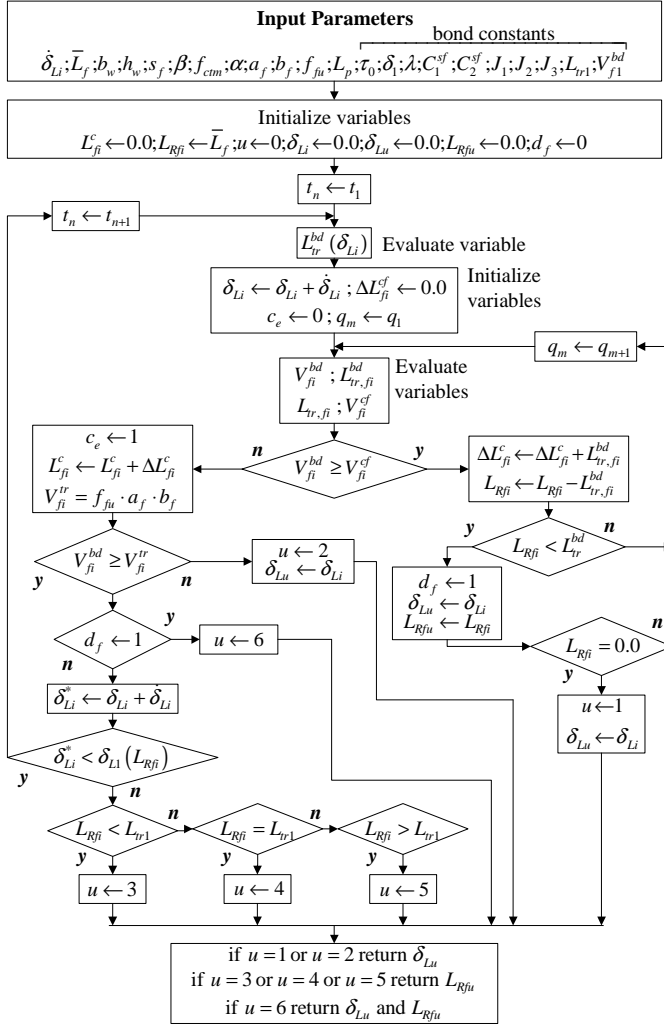 Input Parameters
bond constants
δ̇_Li; L̄_f; b_w; h_w; s_f; β; f_ctm; α; a_f; b_f; f_fu; L_p; τ_0; δ_1; λ; C_1^sf; C_2^sf; J_1; J_2; J_3; L_tr1; V_f1^bd
Initialize variables
L_fi^c ←0.0; L_Rfi ← L̄_f; u←0; δ_Li ←0.0; δ_Lu ←0.0; L_Rfu ←0.0; d_f ←0
t_n ← t_1
t_n ← t_n+1
L_tr^bd (δ_Li)
Evaluate variable
δ_Li ← δ_Li + δ̇_Li ; ΔL_fi^cf ←0.0
c_e ←0 ; q_m ← q_1
Initialize
variables
q_m ← q_m+1
V_fi^bd ; L_tr,fi^bd
L_tr,fi ; V_fi^cf
Evaluate
variables
V_fi^bd ≥ V_fi^cf
n
y
c_e ←1
L_fi^c ← L_fi^c + ΔL_fi^c
V_fi^tr = f_fu · a_f · b_f
ΔL_fi^c ← ΔL_fi^c + L_tr,fi^bd
L_Rfi ← L_Rfi − L_tr,fi^bd
V_fi^bd ≥ V_fi^tr
y
n
u ← 2
δ_Lu ← δ_Li
L_Rfi < L_tr^bd
y
n
d_f ←1
δ_Lu ← δ_Li
L_Rfu ← L_Rfi
d_f ←1
y
n
u ← 6
L_Rfi = 0.0
n
y
δ_Li^* ← δ_Li + δ̇_Li
u ←1
δ_Lu ← δ_Li
δ_Li^* < δ_L1 (L_Rfi)
y
n
L_Rfi < L_tr1
n
y
L_Rfi = L_tr1
n
y
L_Rfi > L_tr1
y
u ← 3
u ← 4
u ← 5
if u = 1 or u = 2 return δ_Lu
if u = 3 or u = 4 or u = 5 return L_Rfu
if u = 6 return δ_Lu and L_Rfu